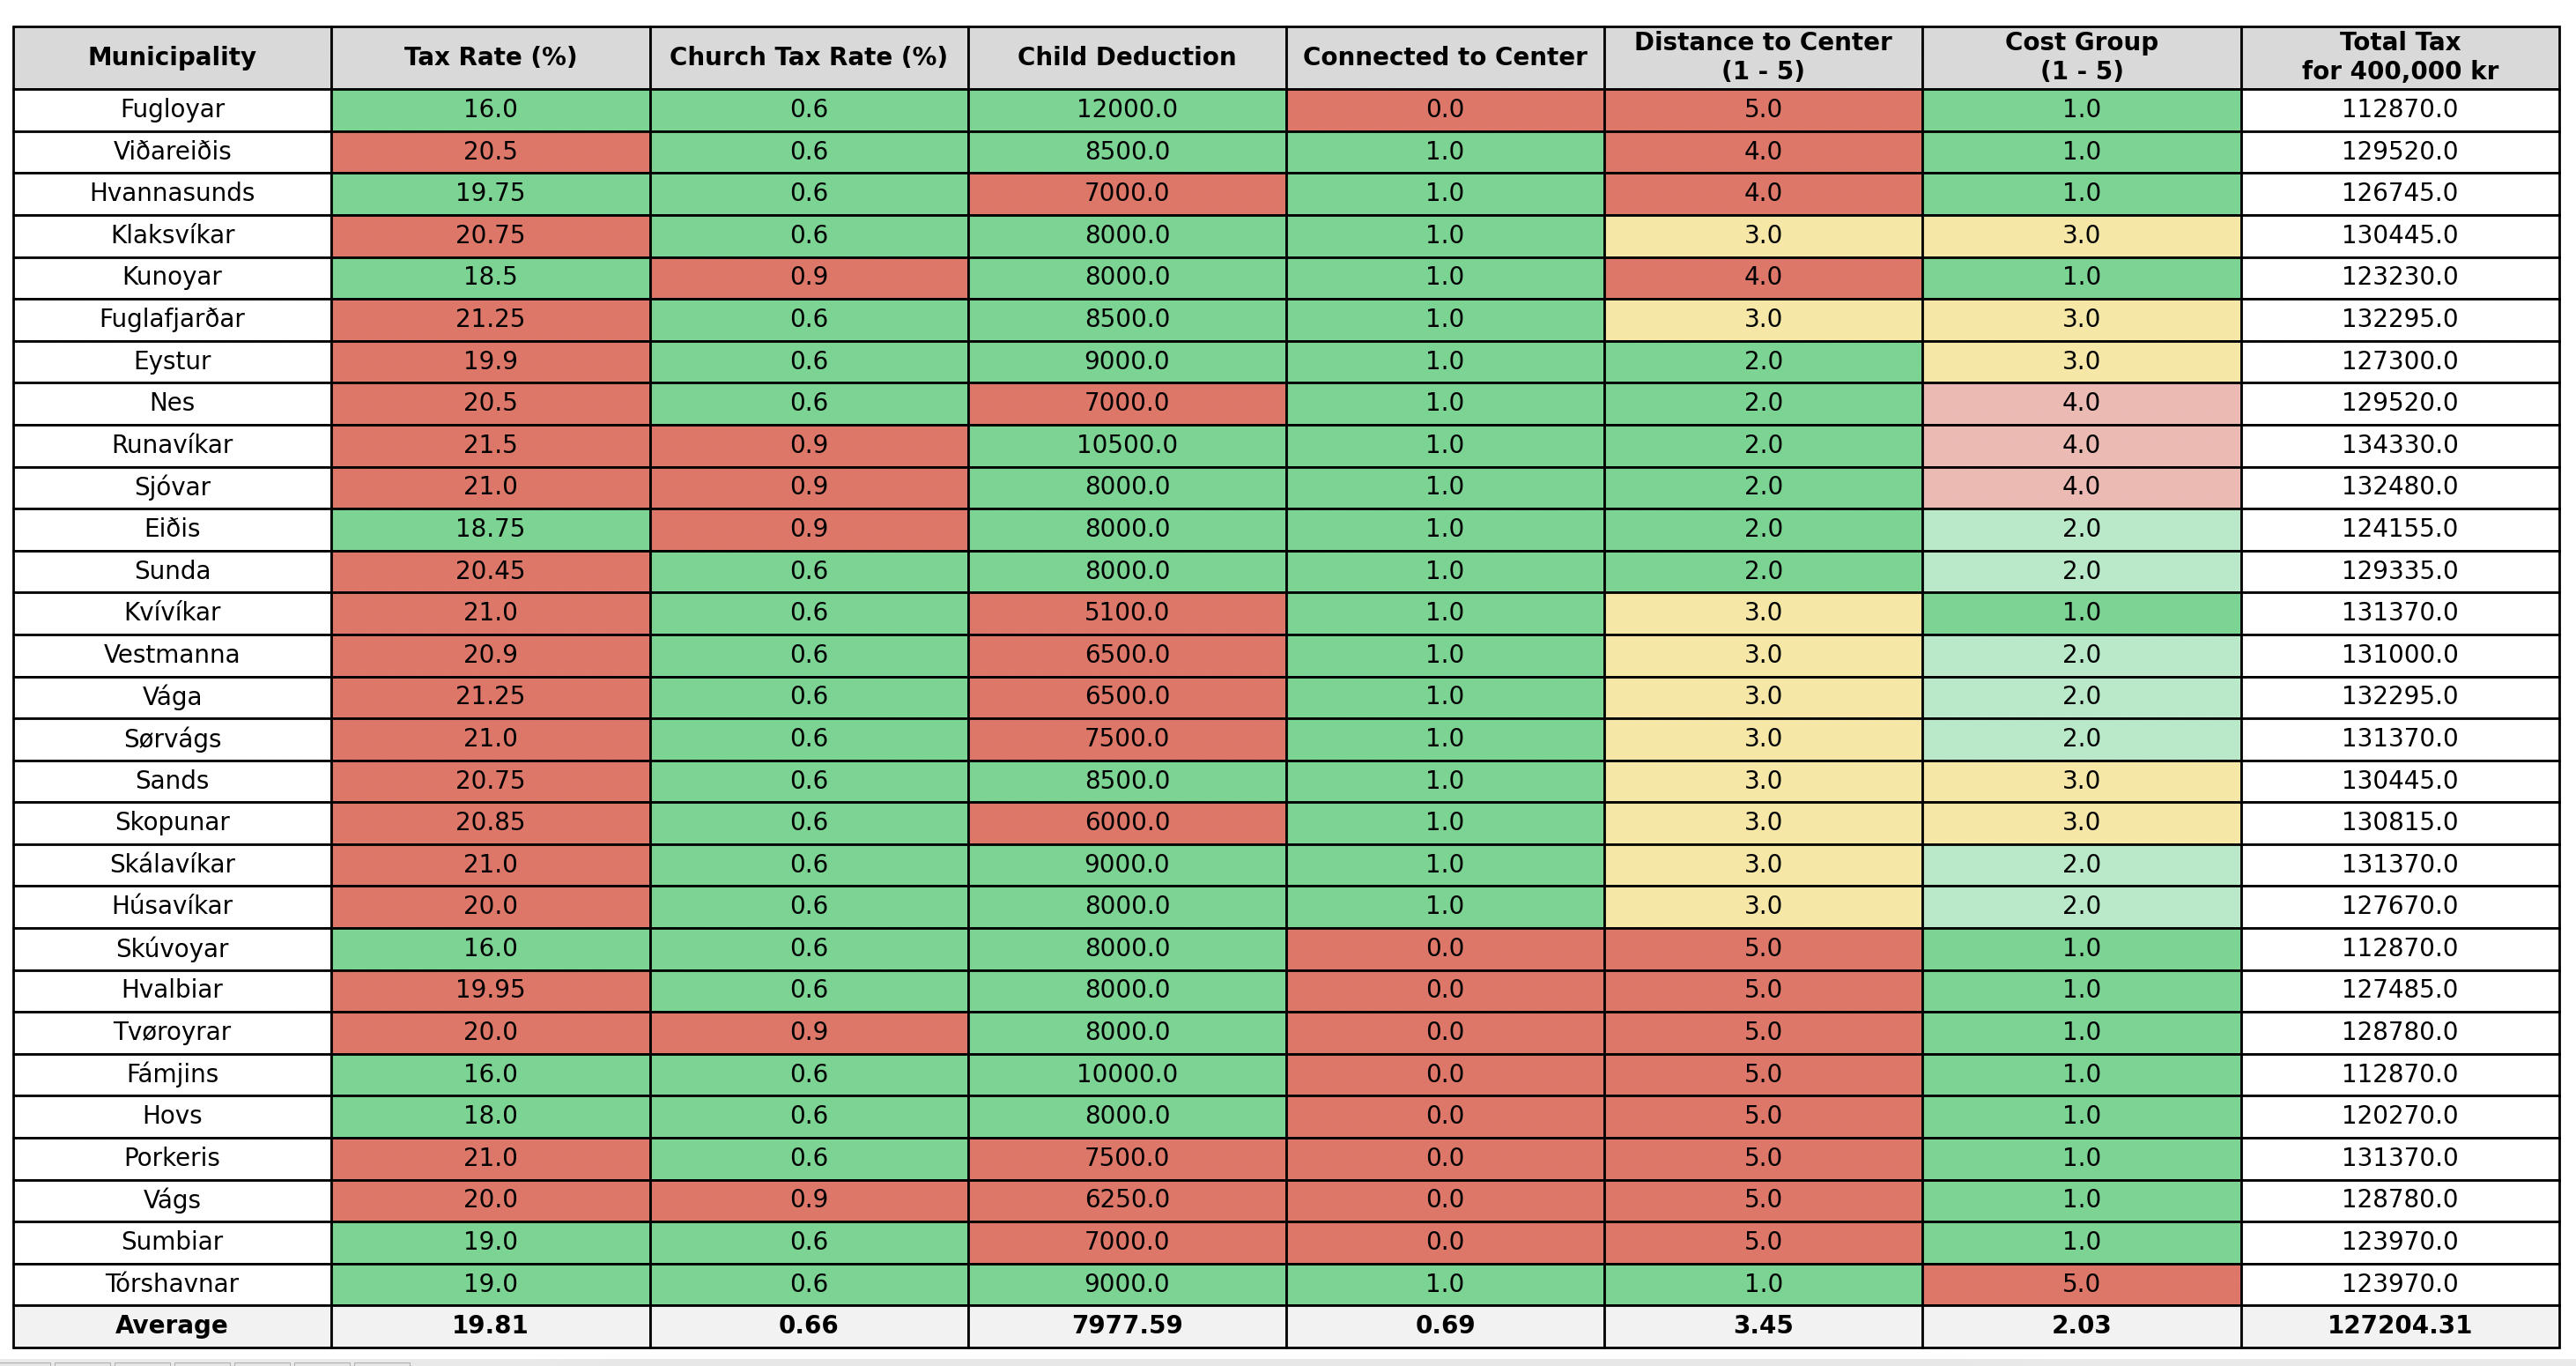 Municipality Tax Rate (%) Church Tax Rate (%) Child Deduction Connected to Center Distance to Center (1 - 5) Cost Group (1 - 5) Total Tax for 400,000 kr
Fugloyar 16.0 0.6 12000.0 0.0 5.0 1.0 112870.0
Viðareiðis 20.5 0.6 8500.0 1.0 4.0 1.0 129520.0
Hvannasunds 19.75 0.6 7000.0 1.0 4.0 1.0 126745.0
Klaksvíkar 20.75 0.6 8000.0 1.0 3.0 3.0 130445.0
Kunoyar 18.5 0.9 8000.0 1.0 4.0 1.0 123230.0
Fuglafjarðar 21.25 0.6 8500.0 1.0 3.0 3.0 132295.0
Eystur 19.9 0.6 9000.0 1.0 2.0 3.0 127300.0
Nes 20.5 0.6 7000.0 1.0 2.0 4.0 129520.0
Runavíkar 21.5 0.9 10500.0 1.0 2.0 4.0 134330.0
Sjóvar 21.0 0.9 8000.0 1.0 2.0 4.0 132480.0
Eiðis 18.75 0.9 8000.0 1.0 2.0 2.0 124155.0
Sunda 20.45 0.6 8000.0 1.0 2.0 2.0 129335.0
Kvívíkar 21.0 0.6 5100.0 1.0 3.0 1.0 131370.0
Vestmanna 20.9 0.6 6500.0 1.0 3.0 2.0 131000.0
Vága 21.25 0.6 6500.0 1.0 3.0 2.0 132295.0
Sørvágs 21.0 0.6 7500.0 1.0 3.0 2.0 131370.0
Sands 20.75 0.6 8500.0 1.0 3.0 3.0 130445.0
Skopunar 20.85 0.6 6000.0 1.0 3.0 3.0 130815.0
Skálavíkar 21.0 0.6 9000.0 1.0 3.0 2.0 131370.0
Húsavíkar 20.0 0.6 8000.0 1.0 3.0 2.0 127670.0
Skúvoyar 16.0 0.6 8000.0 0.0 5.0 1.0 112870.0
Hvalbiar 19.95 0.6 8000.0 0.0 5.0 1.0 127485.0
Tvøroyrar 20.0 0.9 8000.0 0.0 5.0 1.0 128780.0
Fámjins 16.0 0.6 10000.0 0.0 5.0 1.0 112870.0
Hovs 18.0 0.6 8000.0 0.0 5.0 1.0 120270.0
Porkeris 21.0 0.6 7500.0 0.0 5.0 1.0 131370.0
Vágs 20.0 0.9 6250.0 0.0 5.0 1.0 128780.0
Sumbiar 19.0 0.6 7000.0 0.0 5.0 1.0 123970.0
Tórshavnar 19.0 0.6 9000.0 1.0 1.0 5.0 123970.0
Average 19.81 0.66 7977.59 0.69 3.45 2.03 127204.31